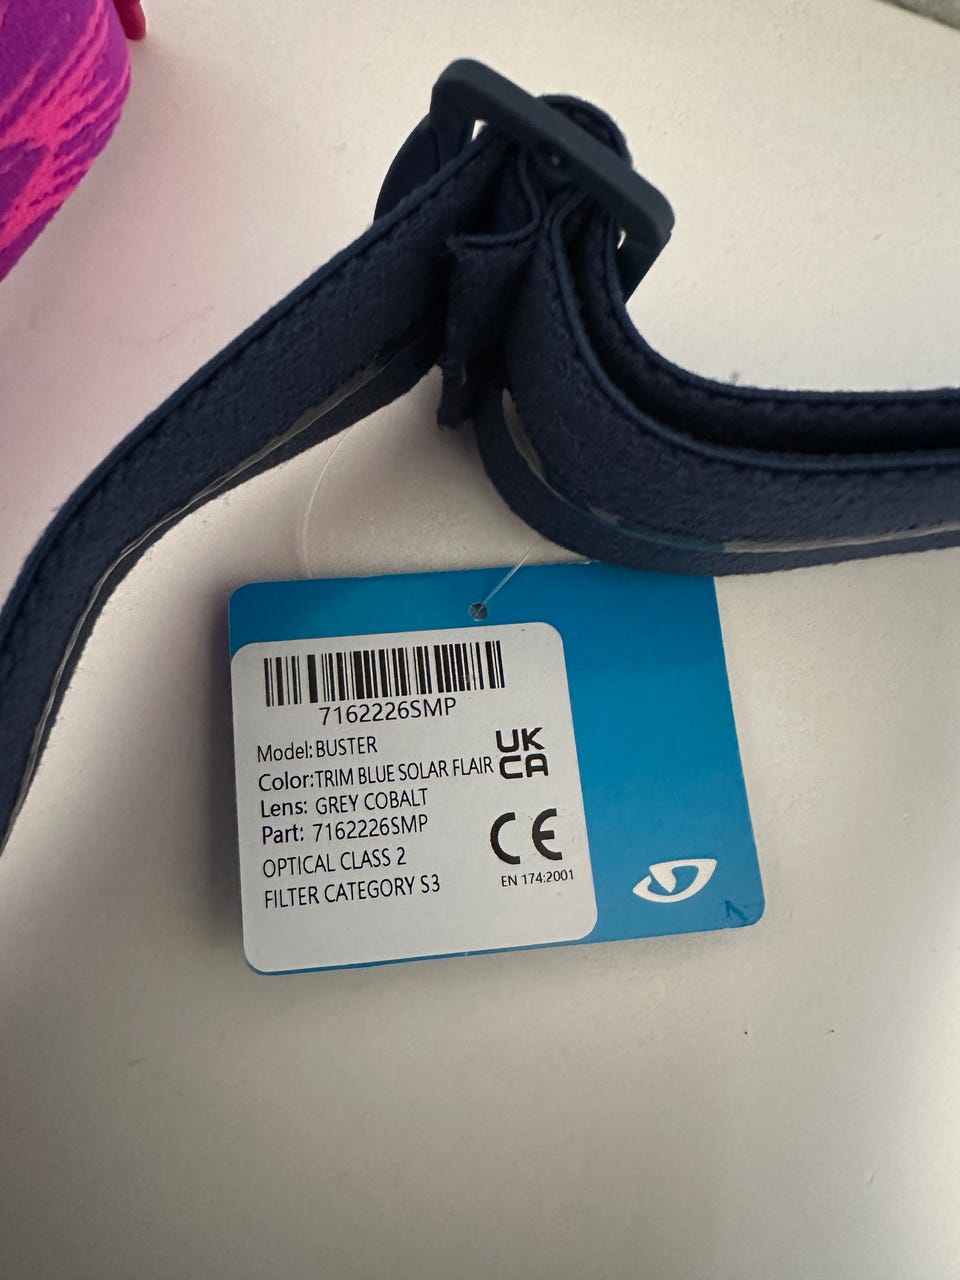 7162226SMP
Model: BUSTER
Color: TRIM BLUE SOLAR FLAIR
Lens: GREY COBALT
Part: 7162226SMP
OPTICAL CLASS 2
FILTER CATEGORY S3
UK
CA
CE
EN 174:2001